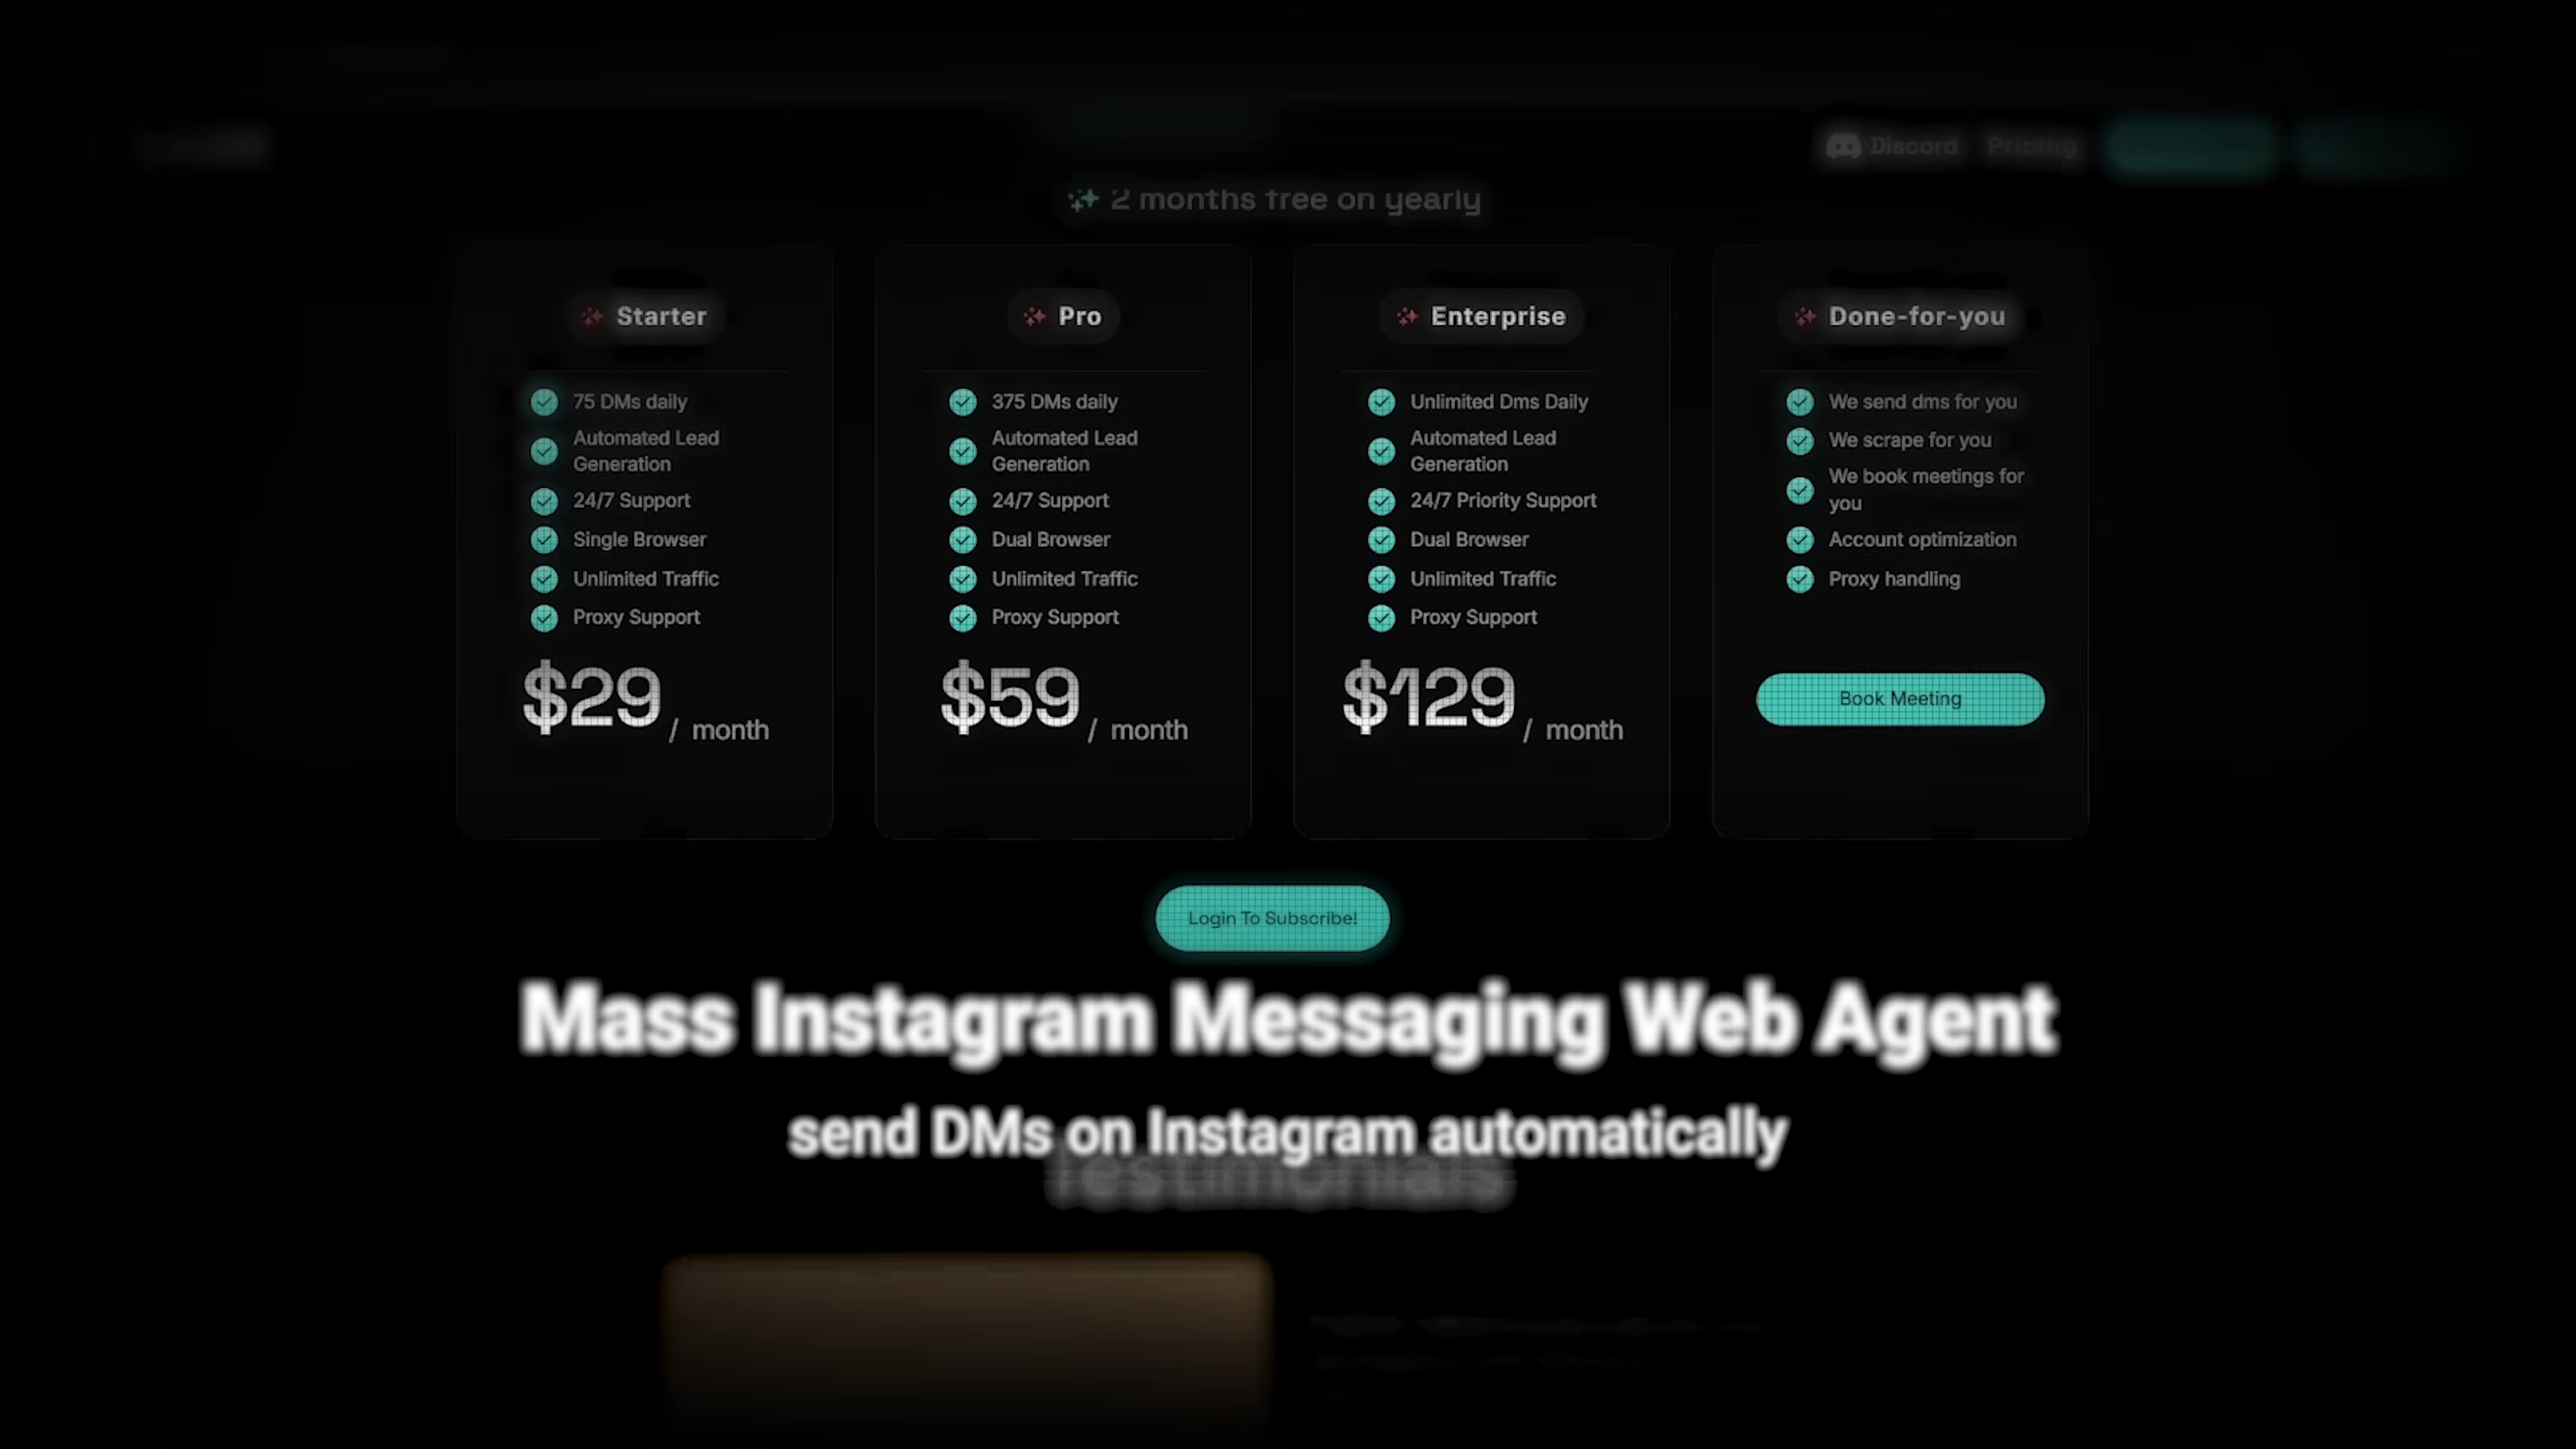 Discord Pricing
2 months free on yearly
Starter
75 DMs daily
Automated Lead
Generation
24/7 Support
Single Browser
Unlimited Traffic
Proxy Support
$29 / month
Pro
375 DMs daily
Automated Lead
Generation
24/7 Support
Dual Browser
Unlimited Traffic
Proxy Support
$59 / month
Enterprise
Unlimited Dms Daily
Automated Lead
Generation
24/7 Priority Support
Dual Browser
Unlimited Traffic
Proxy Support
$129 / month
Done-for-you
We send dms for you
We scrape for you
We book meetings for
you
Account optimization
Proxy handling
Book Meeting
Login To Subscribe!
Mass Instagram Messaging Web Agent
send DMs on Instagram automatically
Testimonials